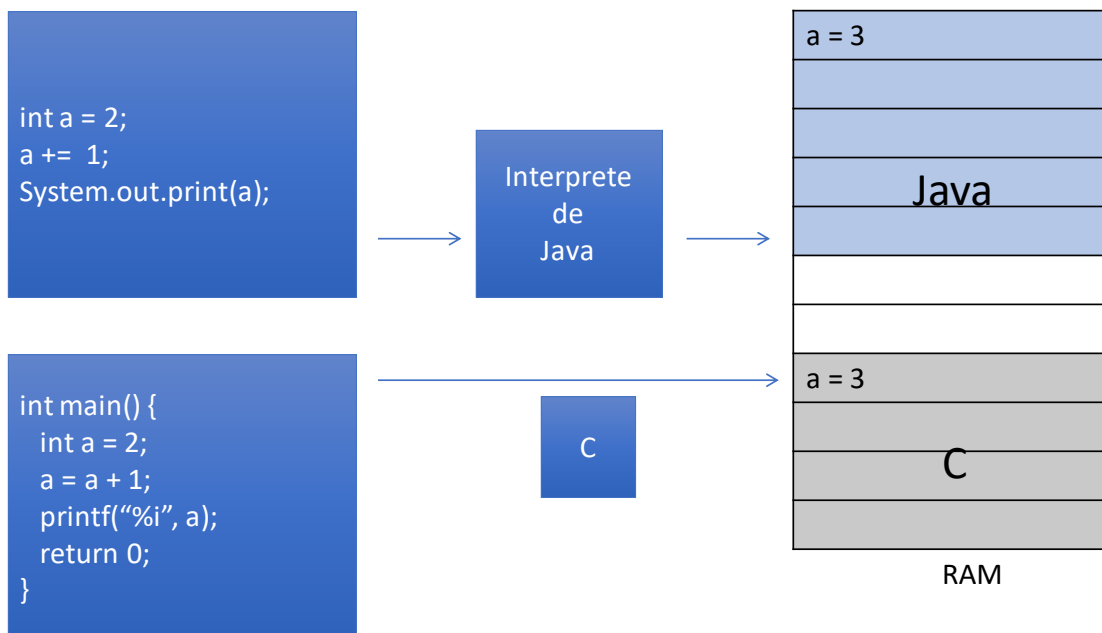 int a = 2;
a +=  1;
System.out.print(a);
Interprete
de
Java
a = 3
Java
int main() {
   int a = 2;
   a = a + 1;
   printf(“%i”, a);
   return 0;
}
C
a = 3
C
RAM